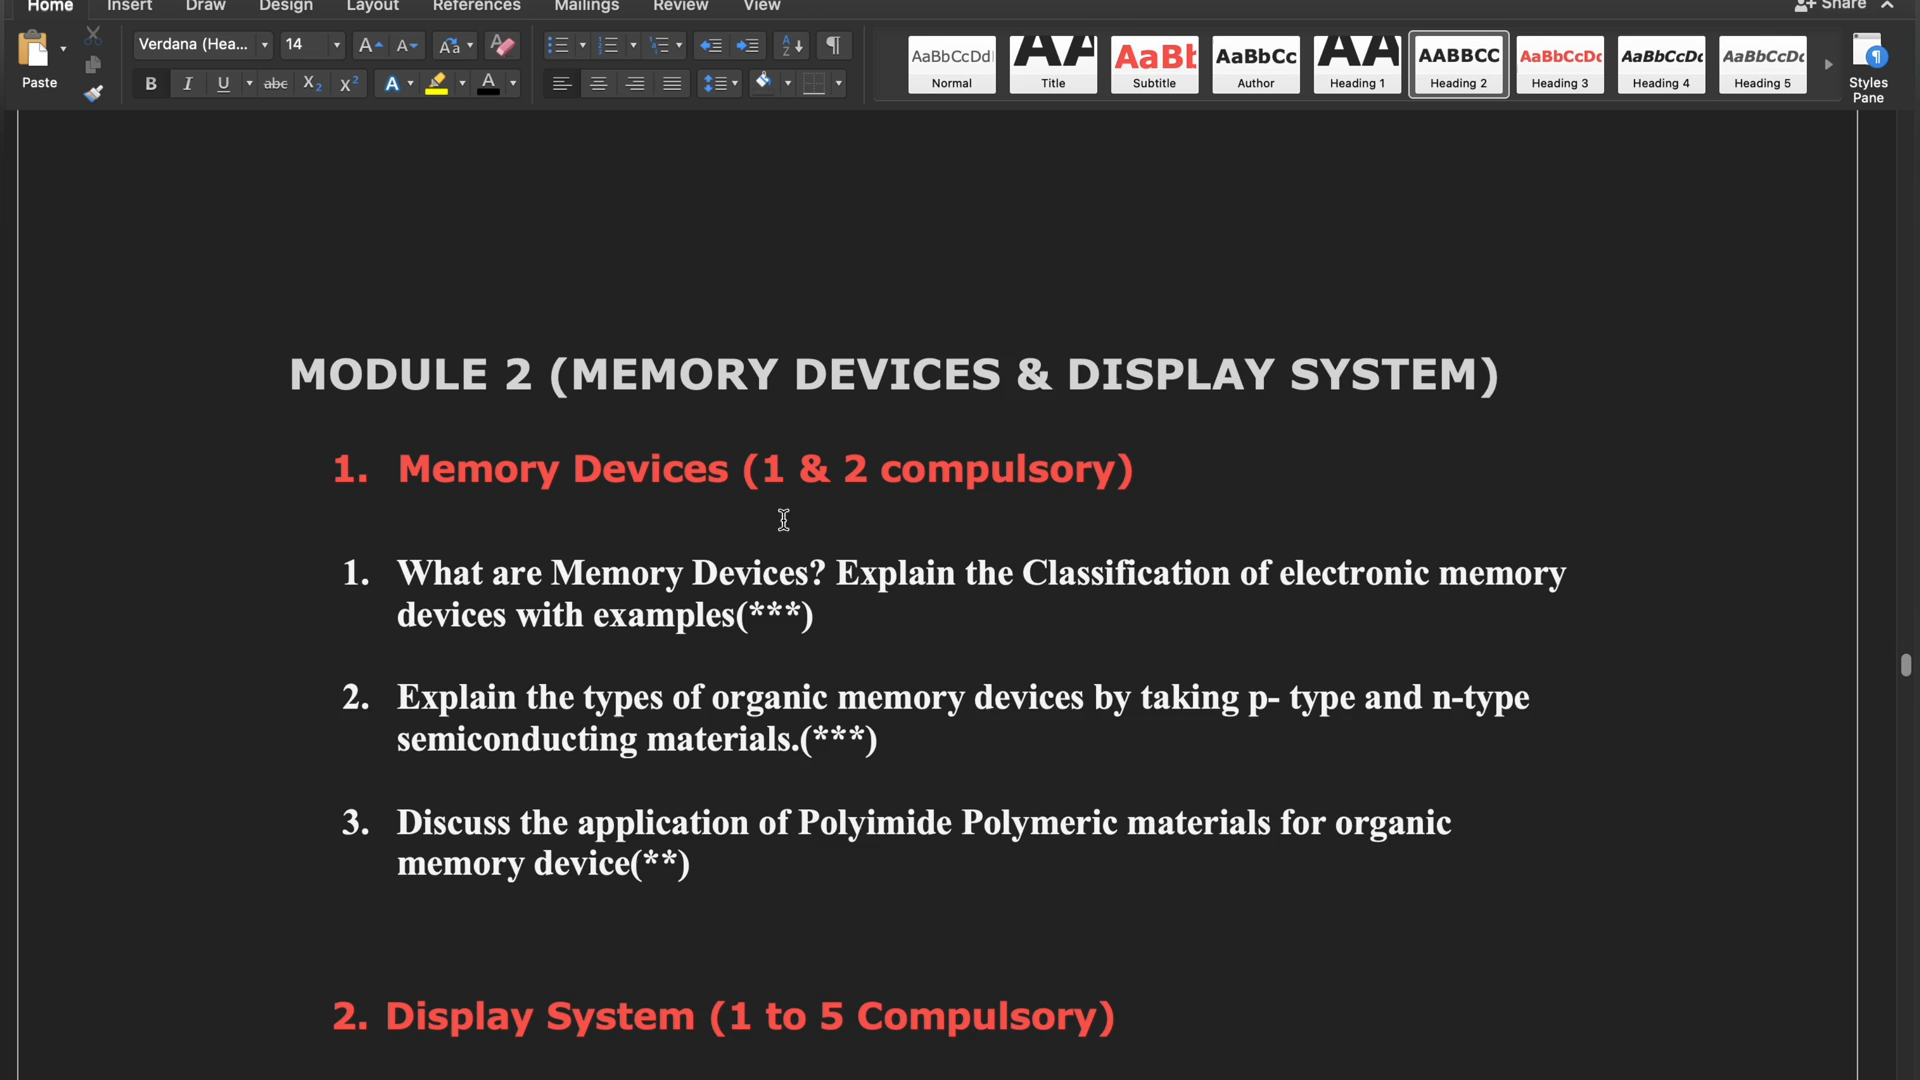 Home Insert Draw Design Layout References Mailings Review View Share
Paste Verdana (Hea... 14
AaBbCcDd AA AaBb AaBbCc AA AABBCC AaBbCcDc AaBbCcDc AaBbCcDc
Normal Title Subtitle Author Heading 1 Heading 2 Heading 3 Heading 4 Heading 5
Styles
Pane
MODULE 2 (MEMORY DEVICES & DISPLAY SYSTEM)
1. Memory Devices (1 & 2 compulsory)
1. What are Memory Devices? Explain the Classification of electronic memory
devices with examples(***)
2. Explain the types of organic memory devices by taking p- type and n-type
semiconducting materials.(***)
3. Discuss the application of Polyimide Polymeric materials for organic
memory device(**)
2. Display System (1 to 5 Compulsory)